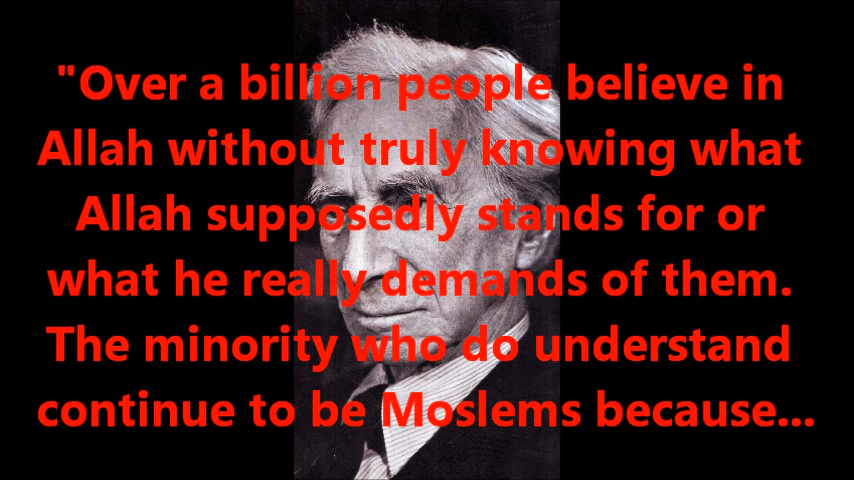 "Over a billion people believe in
Allah without truly knowing what
Allah supposedly stands for or
what he really demands of them.
The minority who do understand
continue to be Moslems because...